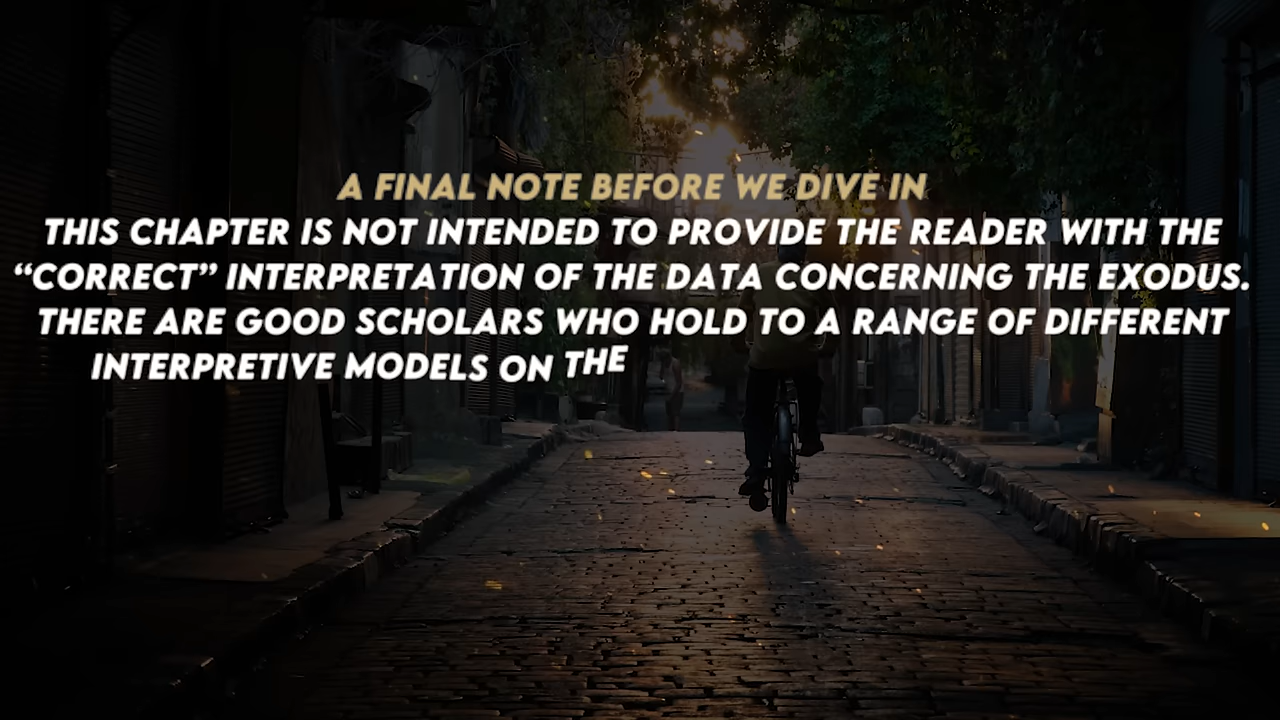 A FINAL NOTE BEFORE WE DIVE IN
THIS CHAPTER IS NOT INTENDED TO PROVIDE THE READER WITH THE
“CORRECT” INTERPRETATION OF THE DATA CONCERNING THE EXODUS.
THERE ARE GOOD SCHOLARS WHO HOLD TO A RANGE OF DIFFERENT
INTERPRETIVE MODELS ON THE